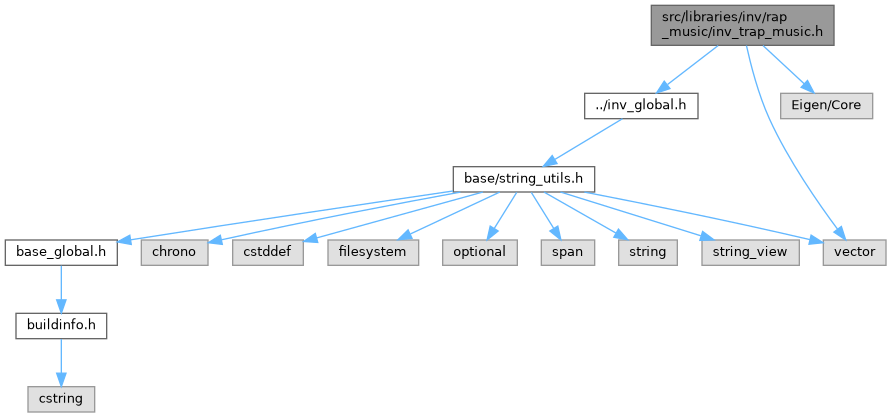 src/libraries/inv/rap
_music/inv_trap_music.h
../inv_global.h
Eigen/Core
base/string_utils.h
base_global.h
chrono
cstddef
filesystem
optional
span
string
string_view
vector
buildinfo.h
cstring